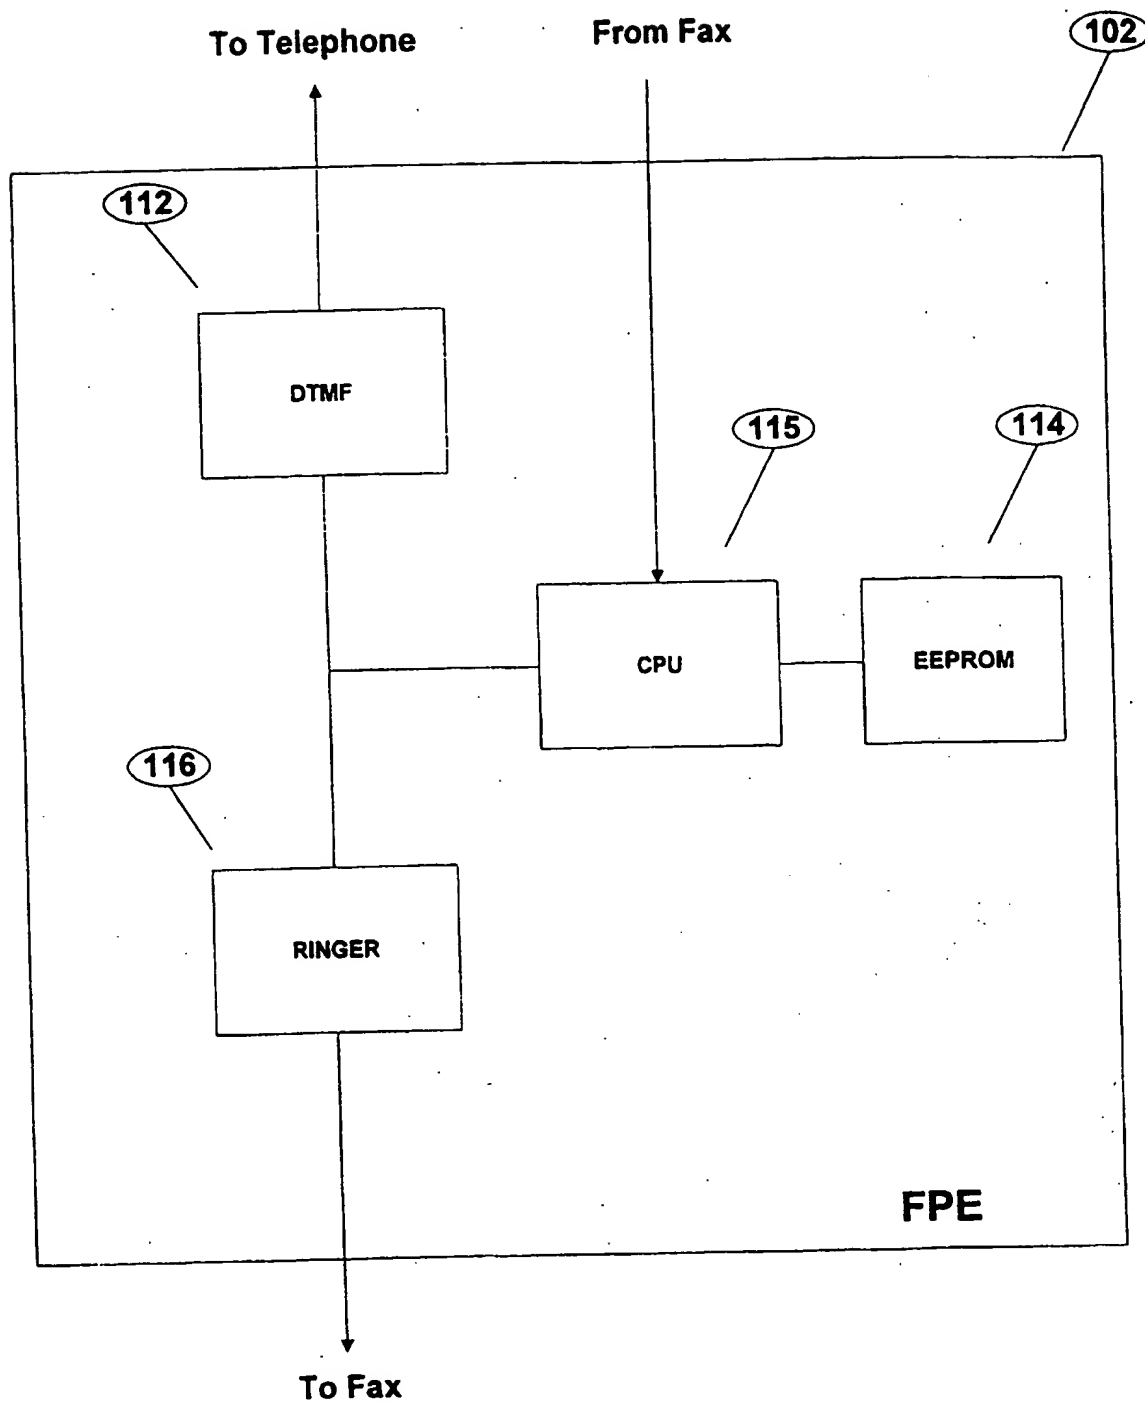 To Telephone
From Fax
102
112
DTMF
115
114
CPU
EEPROM
116
RINGER
FPE
To Fax